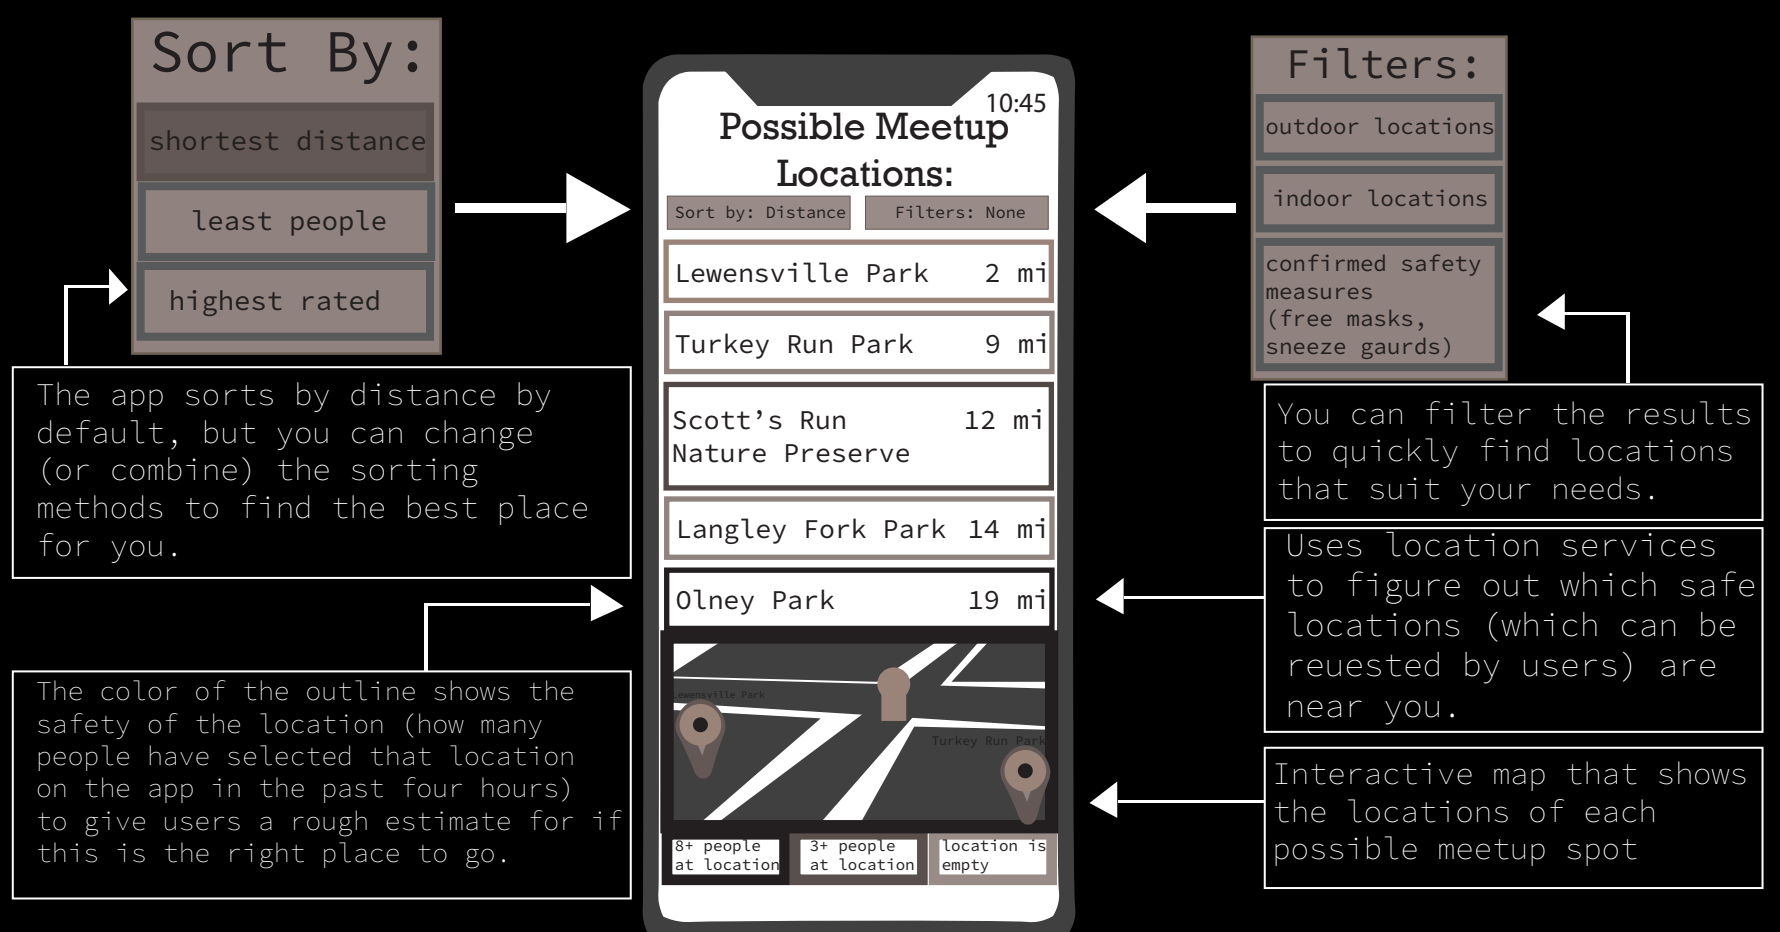 Sort By:
shortest distance
least people
highest rated
The app sorts by distance by
default, but you can change
(or combine) the sorting
methods to find the best place
for you.
The color of the outline shows the
safety of the location (how many
people have selected that location
on the app in the past four hours)
to give users a rough estimate for if
this is the right place to go.
10:45
Possible Meetup
Locations:
Sort by: Distance
Filters: None
Lewensville Park 2 mi
Turkey Run Park 9 mi
Scott’s Run 12 mi
Nature Preserve
Langley Fork Park 14 mi
Olney Park 19 mi
Lewensville Park
Turkey Run Park
8+ people
at location
3+ people
at location
location is
empty
Filters:
outdoor locations
indoor locations
confirmed safety
measures
(free masks,
sneeze gaurds)
You can filter the results
to quickly find locations
that suit your needs.
Uses location services
to figure out which safe
locations (which can be
reuested by users) are
near you.
Interactive map that shows
the locations of each
possible meetup spot